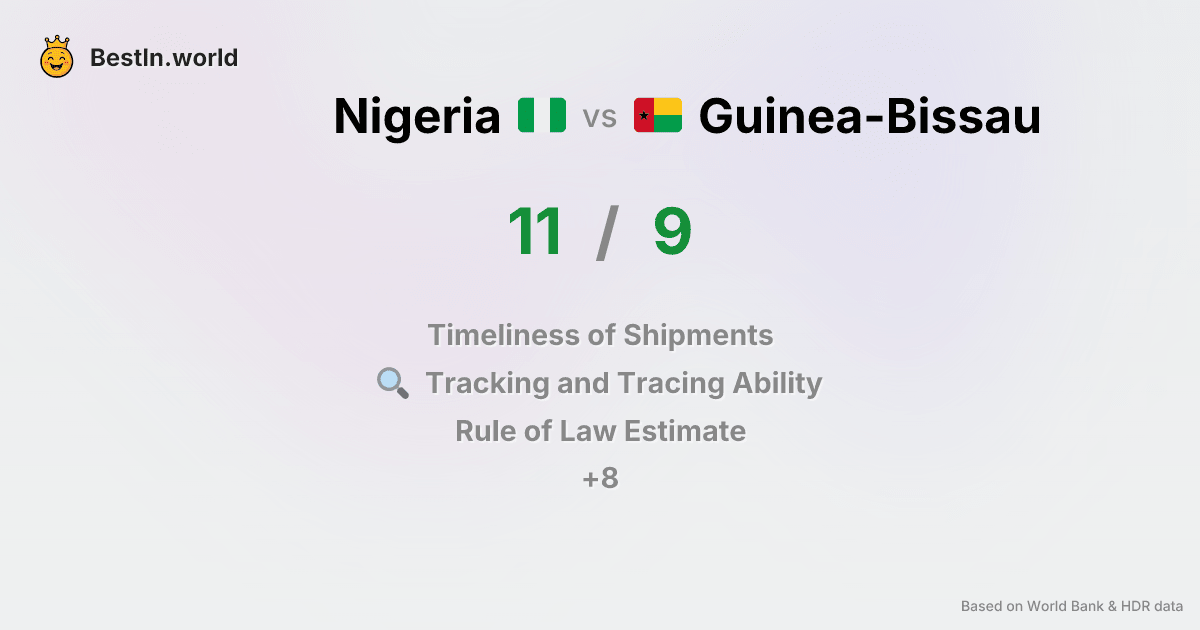 BestIn.world
Nigeria vs Guinea-Bissau
11 / 9
Timeliness of Shipments
Tracking and Tracing Ability
Rule of Law Estimate
+8
Based on World Bank & HDR data